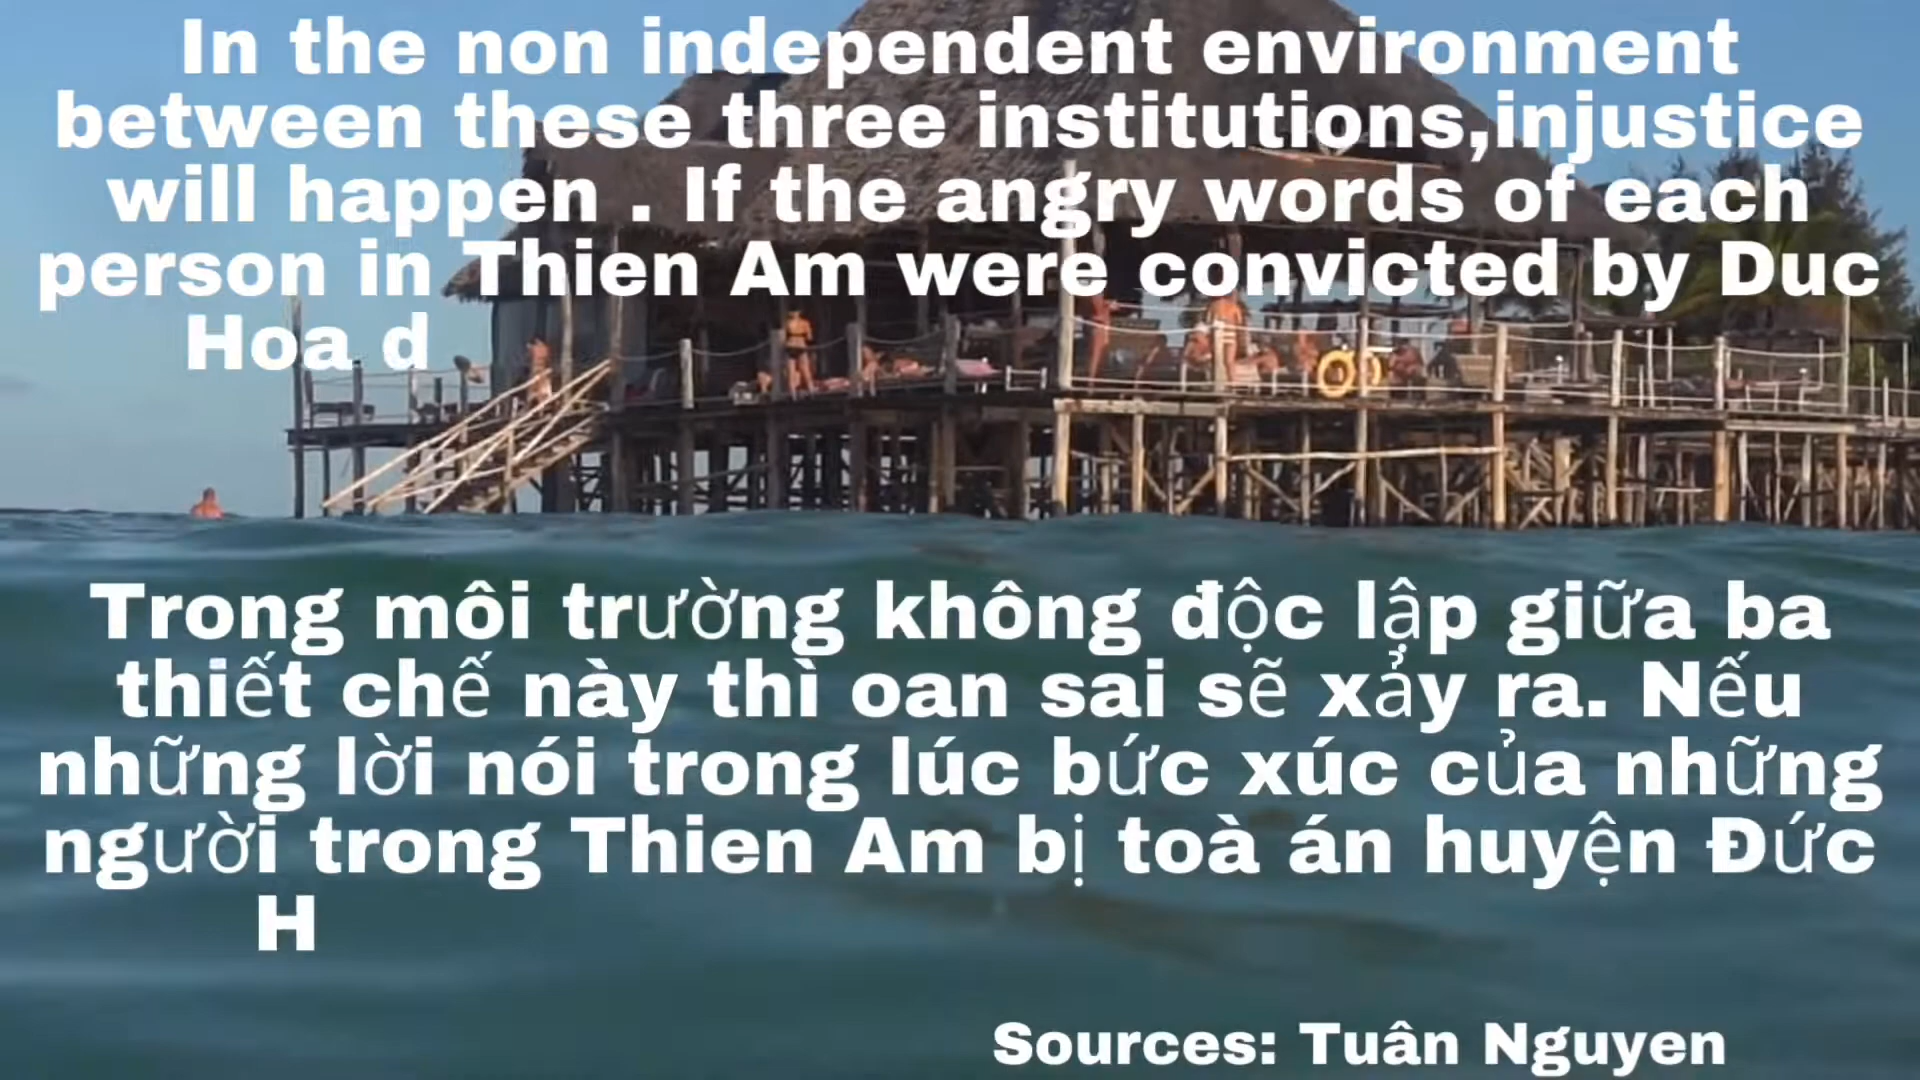 In the non independent environment
between these three institutions,injustice
will happen . If the angry words of each
person in Thien Am were convicted by Duc
Hoa d
Trong môi trường không độc lập giữa ba
thiết chế này thì oan sai sẽ xảy ra. Nếu
những lời nói trong lúc bức xúc của những
người trong Thien Am bị toà án huyện Đức
H
Sources: Tuân Nguyen